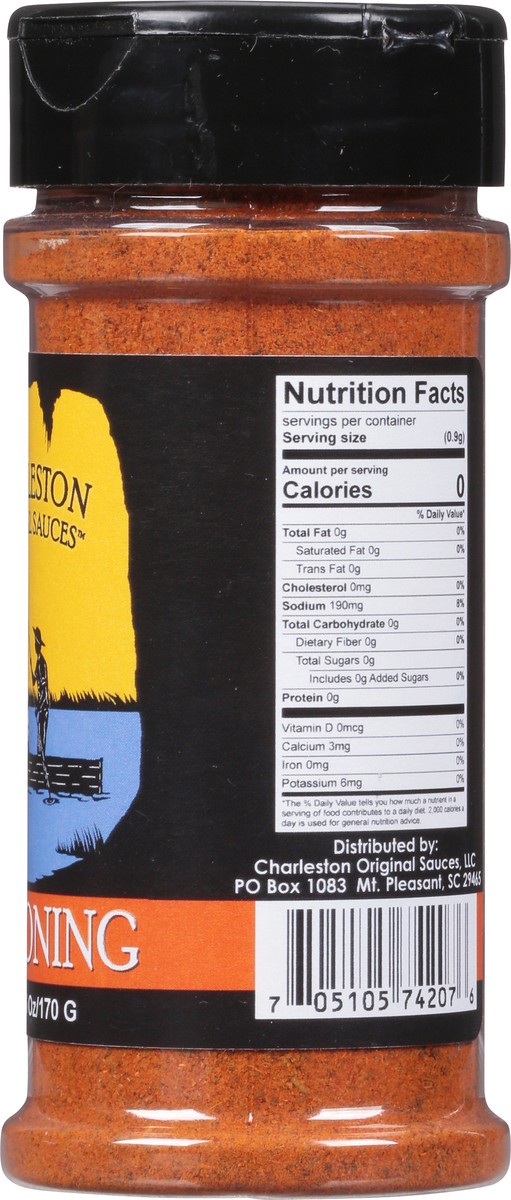 LESTON
L SAUCES™
ONING
Oz/170 G
Nutrition Facts
servings per container
Serving size (0.9g)
Amount per serving
Calories 0
% Daily Value*
Total Fat 0g 0%
Saturated Fat 0g 0%
Trans Fat 0g
Cholesterol 0mg 0%
Sodium 190mg 8%
Total Carbohydrate 0g 0%
Dietary Fiber 0g 0%
Total Sugars 0g
Includes 0g Added Sugars 0%
Protein 0g
Vitamin D 0mcg 0%
Calcium 3mg 0%
Iron 0mg 0%
Potassium 6mg 0%
*The % Daily Value tells you how much a nutrient in a
serving of food contributes to a daily diet. 2,000 calories a
day is used for general nutrition advice.
Distributed by:
Charleston Original Sauces, LLC
PO Box 1083 Mt. Pleasant, SC 29465
7 05105 74207 6